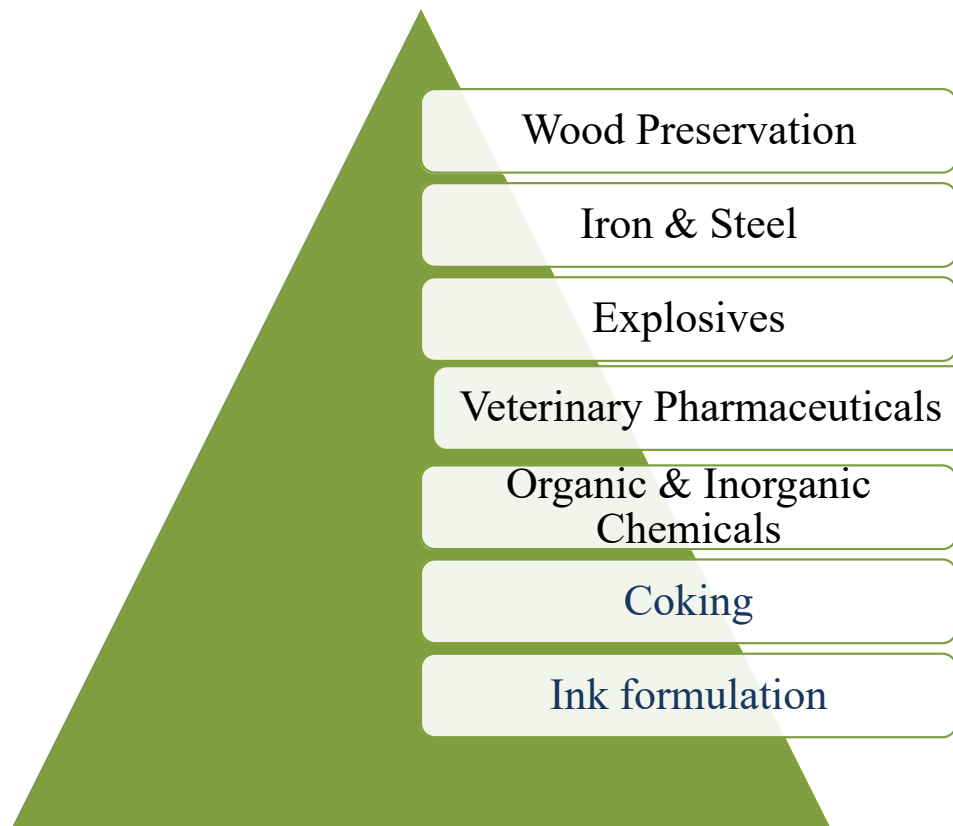 Wood Preservation
Iron & Steel
Explosives
Veterinary Pharmaceuticals
Organic & Inorganic
Chemicals
Coking
Ink formulation